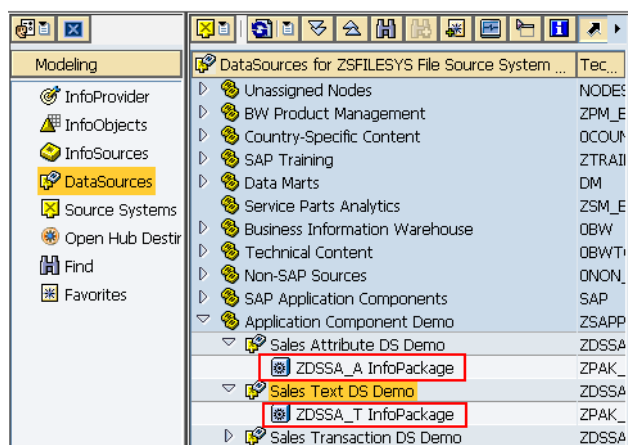 Modeling
InfoProvider
InfoObjects
InfoSources
DataSources
Source Systems
Open Hub Destir
Find
Favorites
DataSources for ZSFILESYS File Source System ... Tec...
Unassigned Nodes NODES
BW Product Management ZPM_E
Country-Specific Content 0COUN
SAP Training ZTRAI
Data Marts DM
Service Parts Analytics ZSM_E
Business Information Warehouse 0BW
Technical Content 0BWT
Non-SAP Sources 0NON_
SAP Application Components SAP
Application Component Demo ZSAPP
Sales Attribute DS Demo ZDSSA
ZDSSA_A InfoPackage ZPAK_
Sales Text DS Demo ZDSSA
ZDSSA_T InfoPackage ZPAK_
Sales Transaction DS Demo ZDSSA